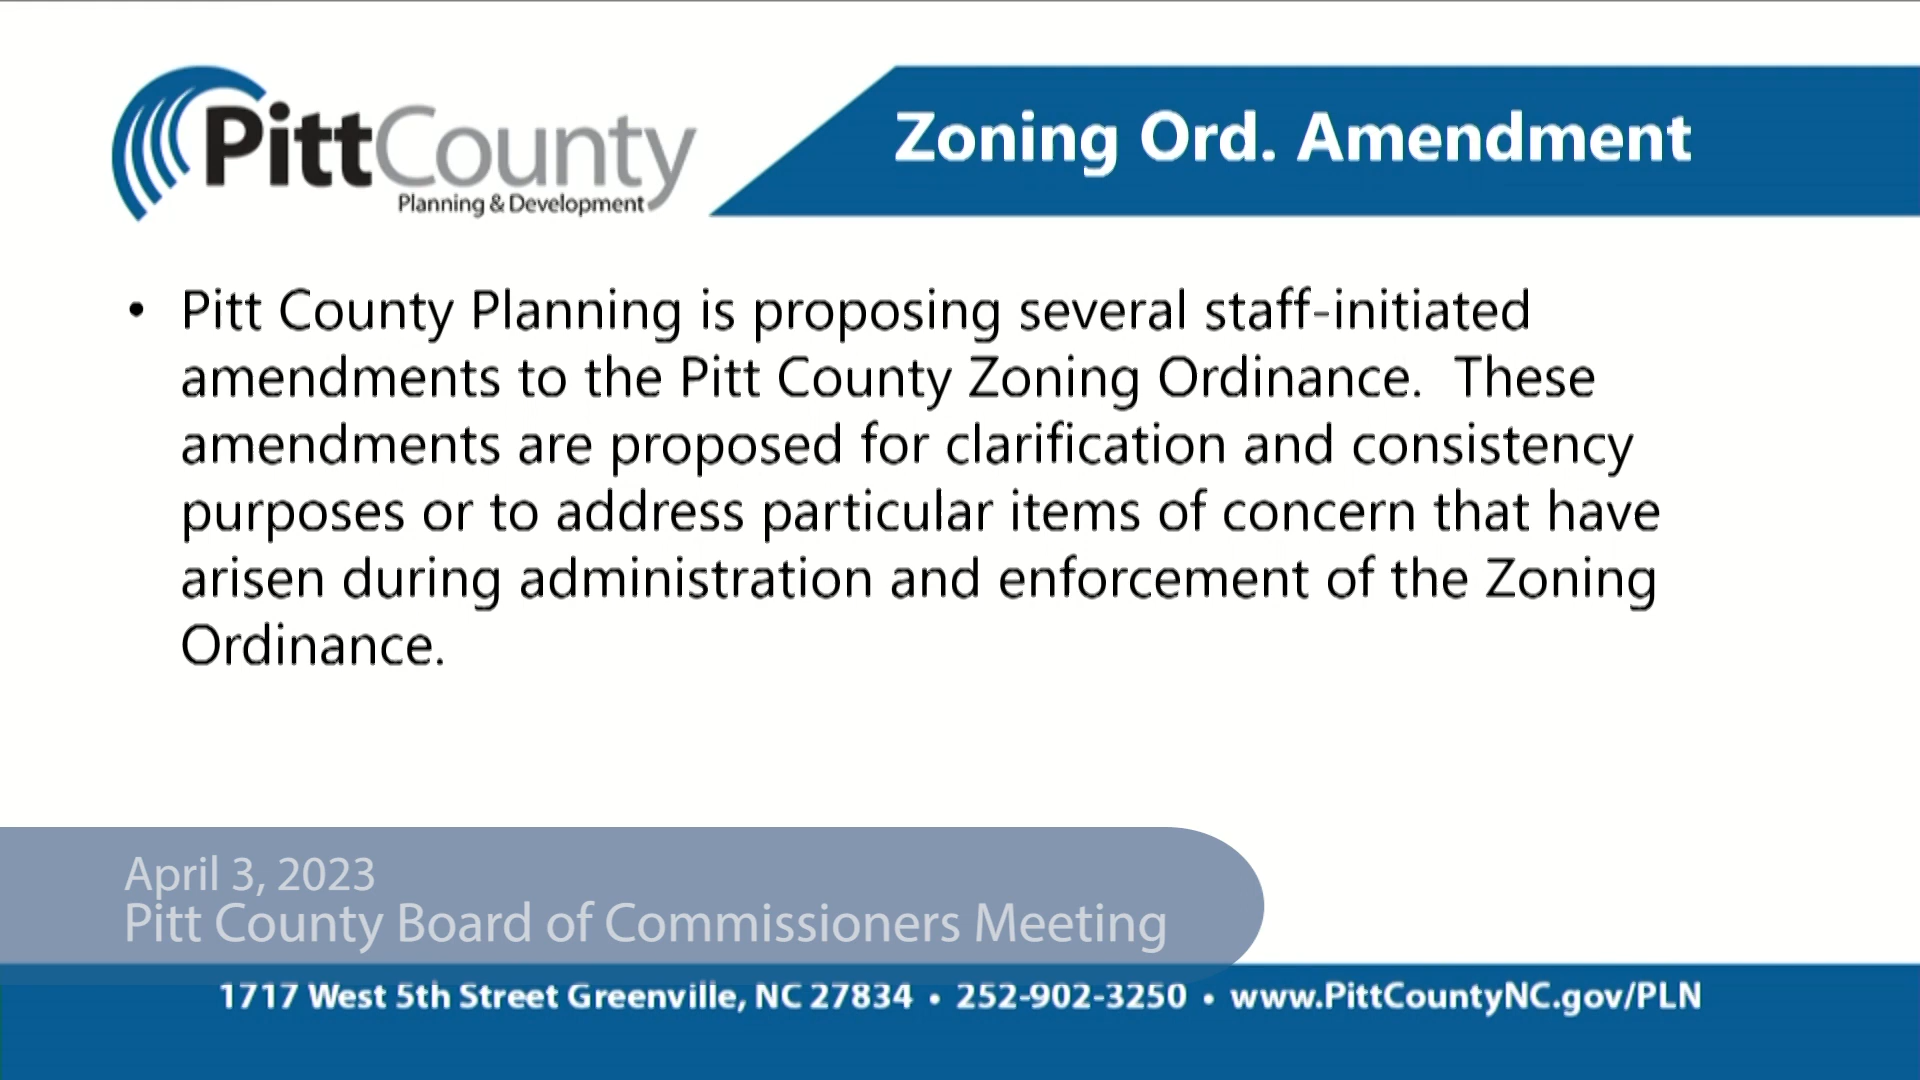 PittCounty
Planning & Development
Zoning Ord. Amendment
• Pitt County Planning is proposing several staff-initiated
amendments to the Pitt County Zoning Ordinance.  These
amendments are proposed for clarification and consistency
purposes or to address particular items of concern that have
arisen during administration and enforcement of the Zoning
Ordinance.
April 3, 2023
Pitt County Board of Commissioners Meeting
1717 West 5th Street Greenville, NC 27834 • 252-902-3250 • www.PittCountyNC.gov/PLN